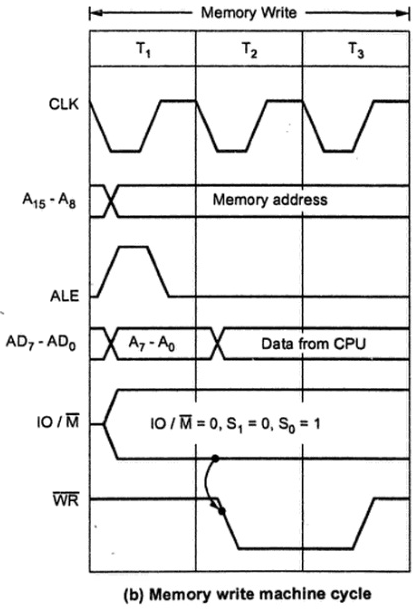 Memory Write
T₁ T₂ T₃
CLK
A₁₅ - A₈ Memory address
ALE
AD₇ - AD₀ A₇ - A₀ Data from CPU
IO / M̅ IO / M̅ = 0, S₁ = 0, S₀ = 1
W̅R̅
(b) Memory write machine cycle